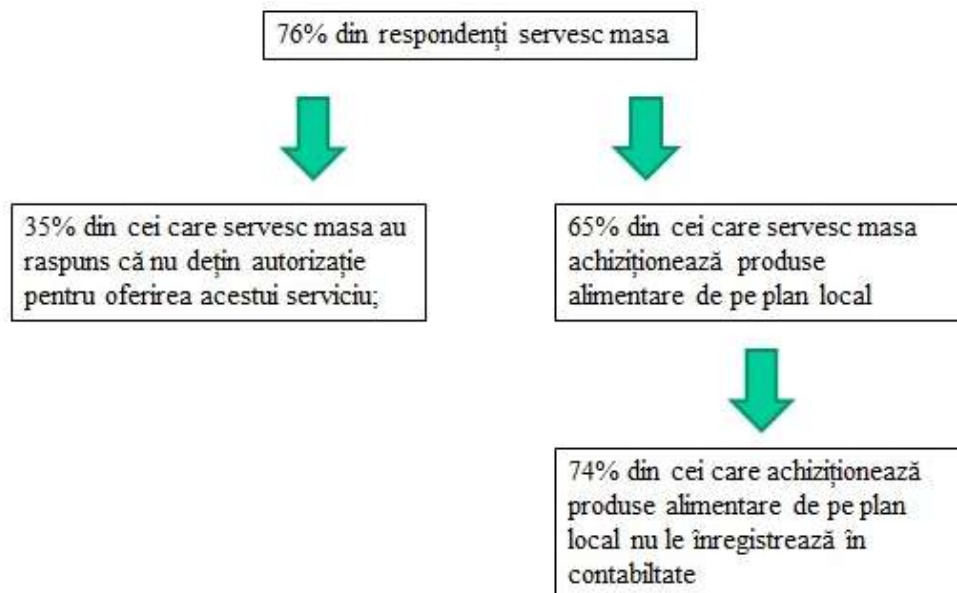 76% din respondenți servesc masa
35% din cei care servesc masa au
raspuns că nu dețin autorizație
pentru oferirea acestui serviciu;
65% din cei care servesc masa
achiziționează produse
alimentare de pe plan local
74% din cei care achiziționează
produse alimentare de pe plan
local nu le înregistrează în
contabiltate